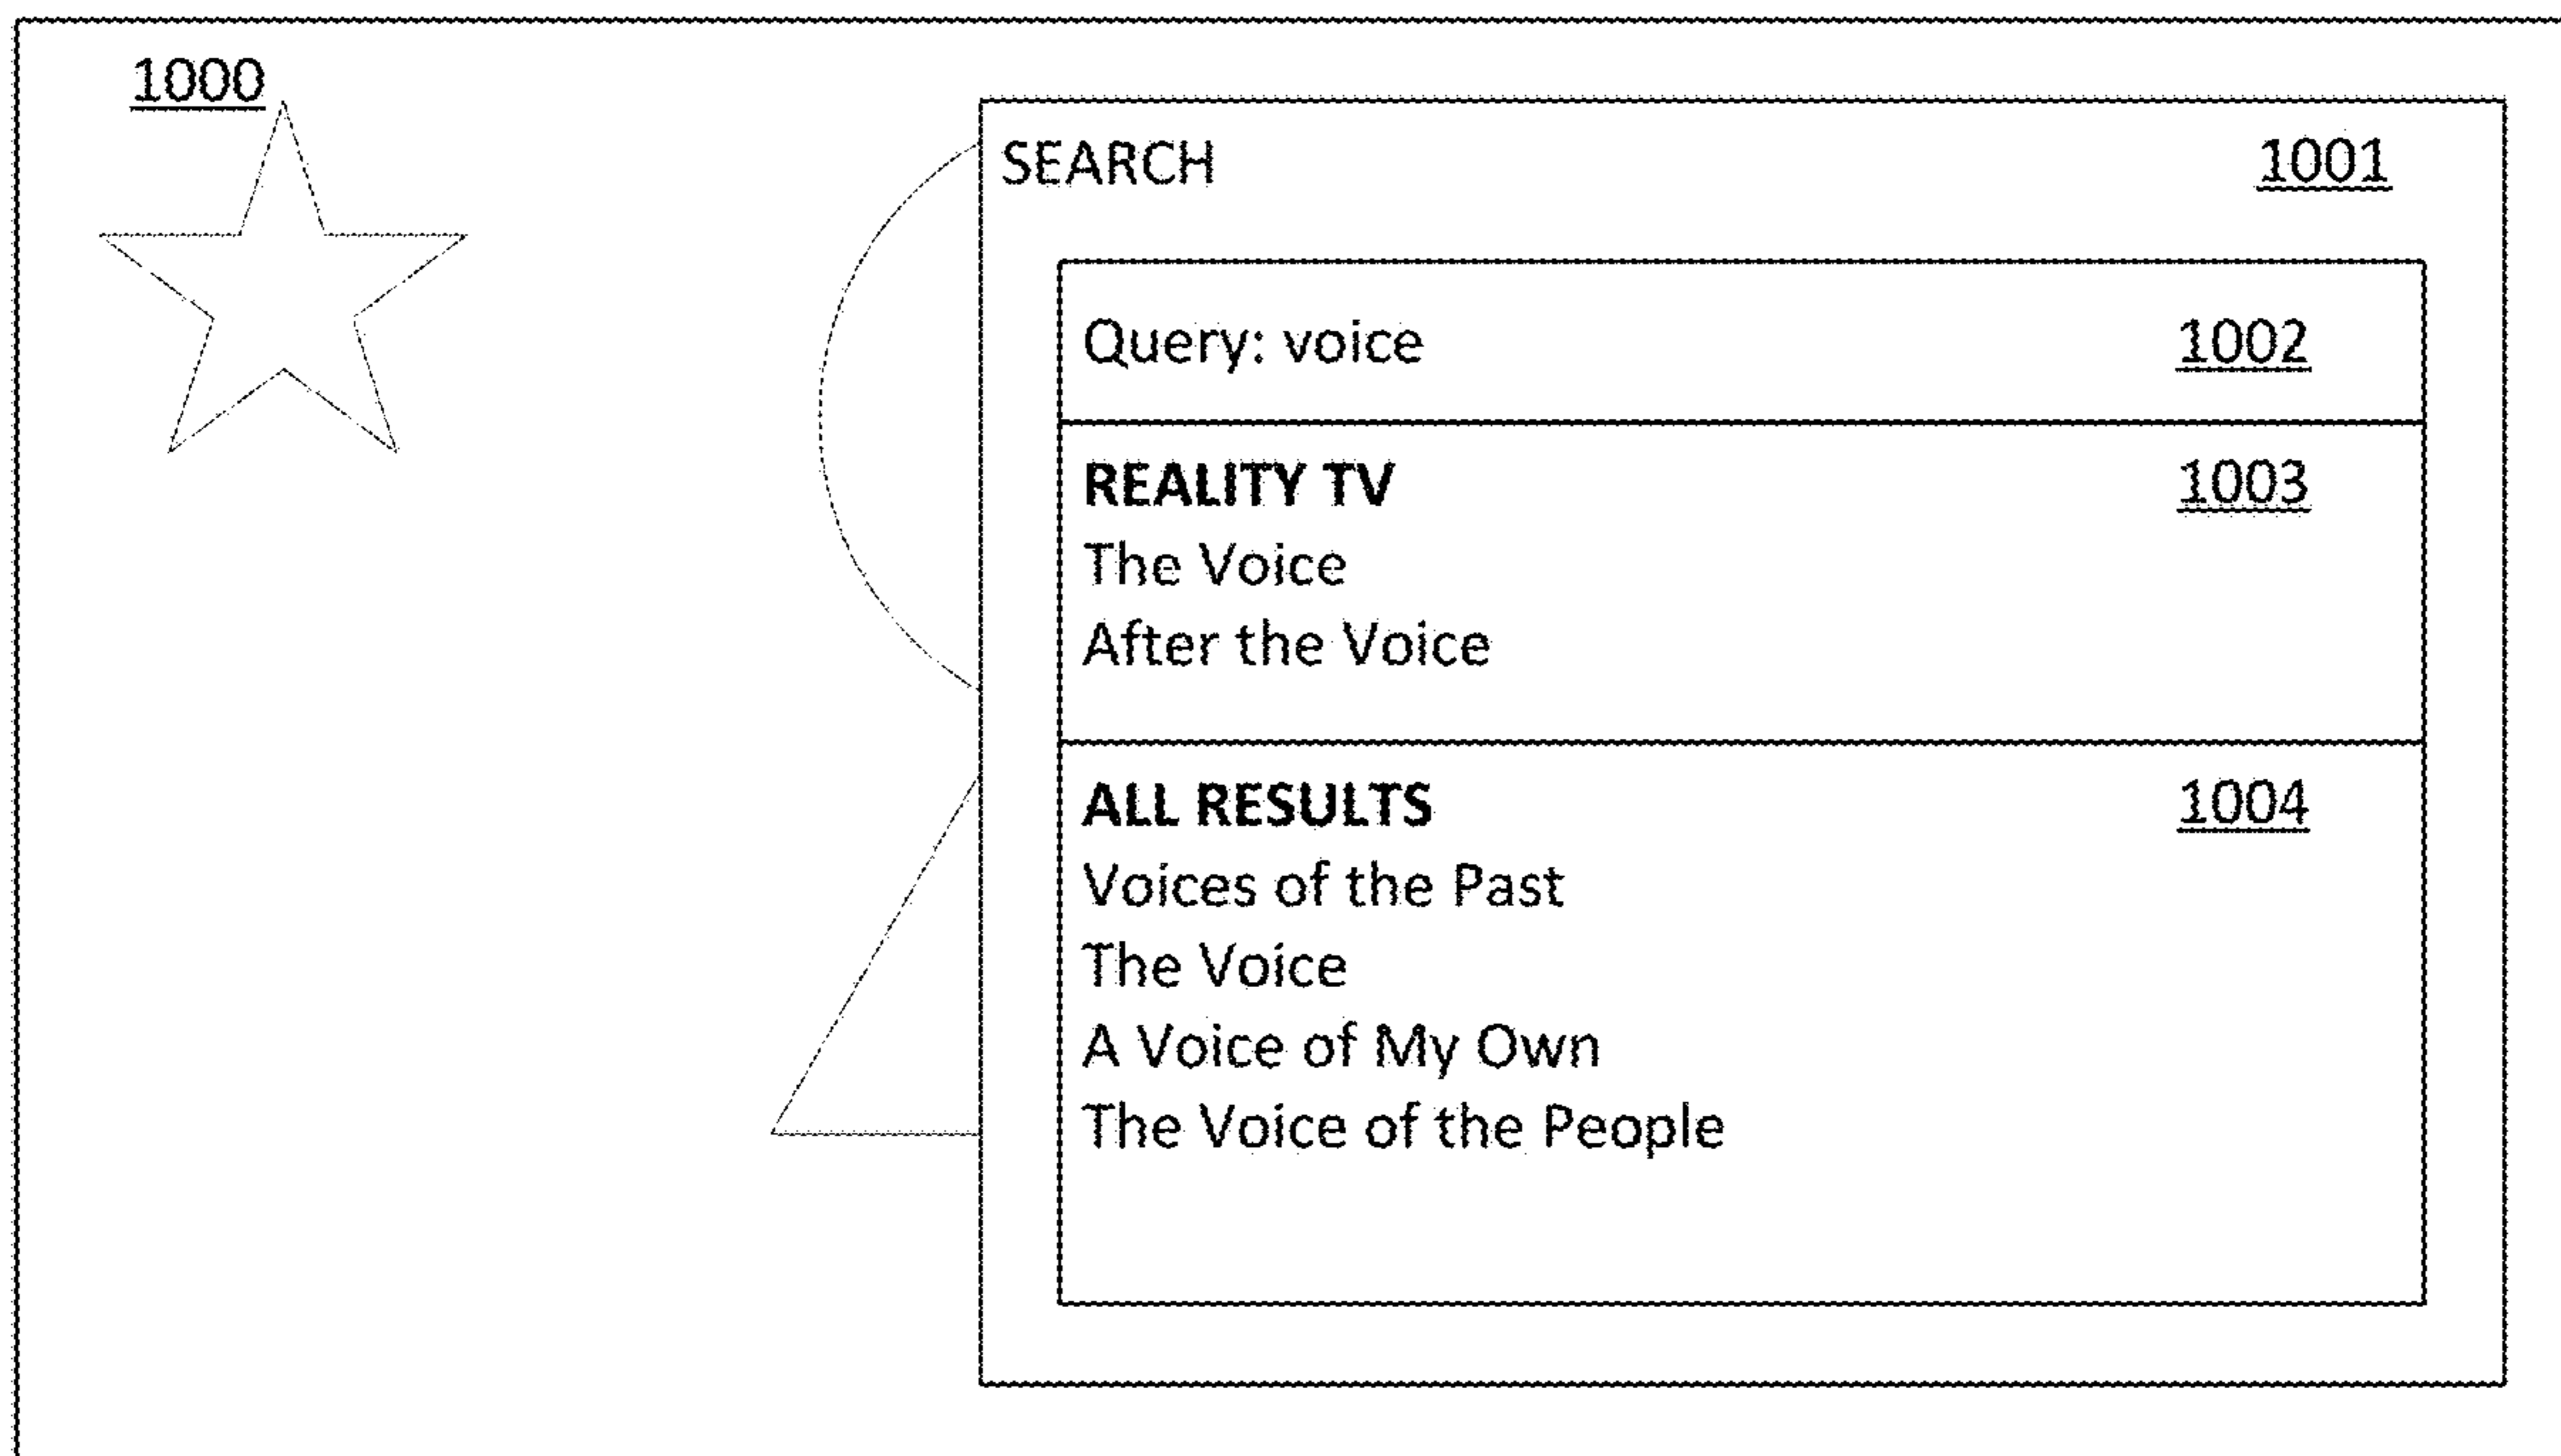 1000
SEARCH 1001
Query: voice 1002
REALITY TV 1003
The Voice
After the Voice
ALL RESULTS 1004
Voices of the Past
The Voice
A Voice of My Own
The Voice of the People